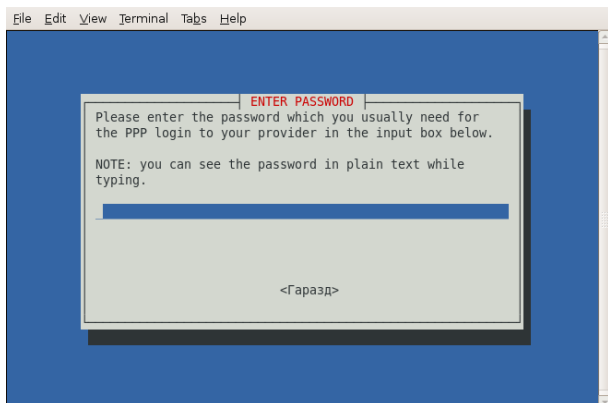 File Edit View Terminal Tabs Help
ENTER PASSWORD
Please enter the password which you usually need for
the PPP login to your provider in the input box below.
NOTE: you can see the password in plain text while
typing.
<Гаразд>